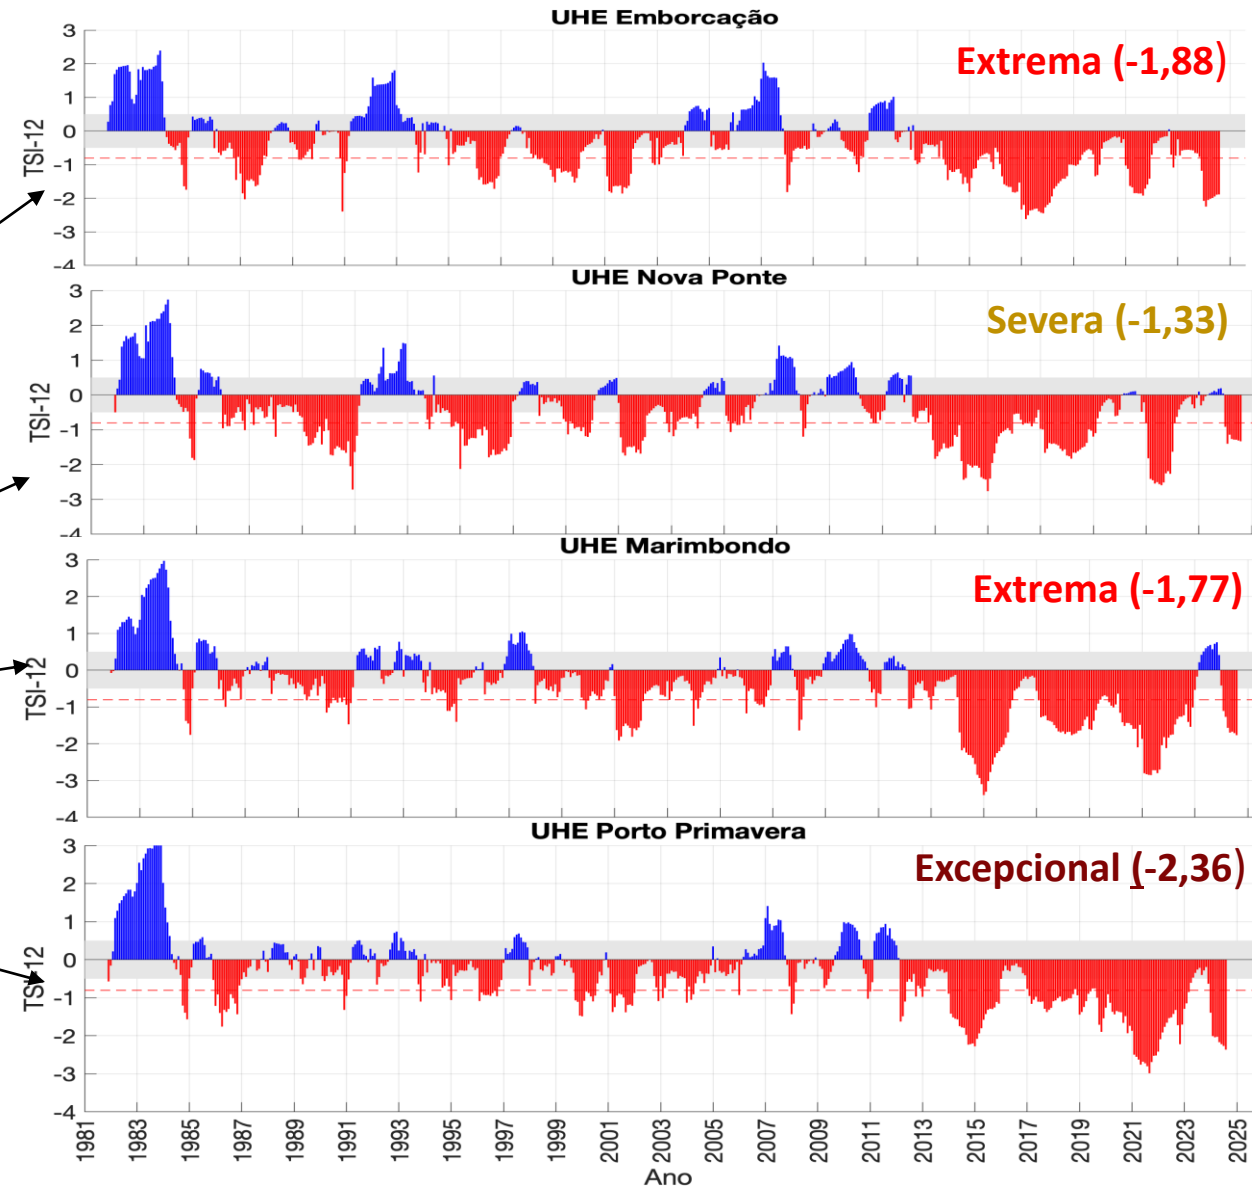 UHE Emborcação
Extrema (-1,88)
TSI-12
3
2
1
0
-1
-2
-3
-4
UHE Nova Ponte
Severa (-1,33)
TSI-12
3
2
1
0
-1
-2
-3
-4
UHE Marimbondo
Extrema (-1,77)
TSI-12
3
2
1
0
-1
-2
-3
-4
UHE Porto Primavera
Excepcional (-2,36)
TSI-12
3
2
1
0
-1
-2
-3
-4
1981 1983 1985 1987 1989 1991 1993 1995 1997 1999 2001 2003 2005 2007 2009 2011 2013 2015 2017 2019 2021 2023 2025
Ano